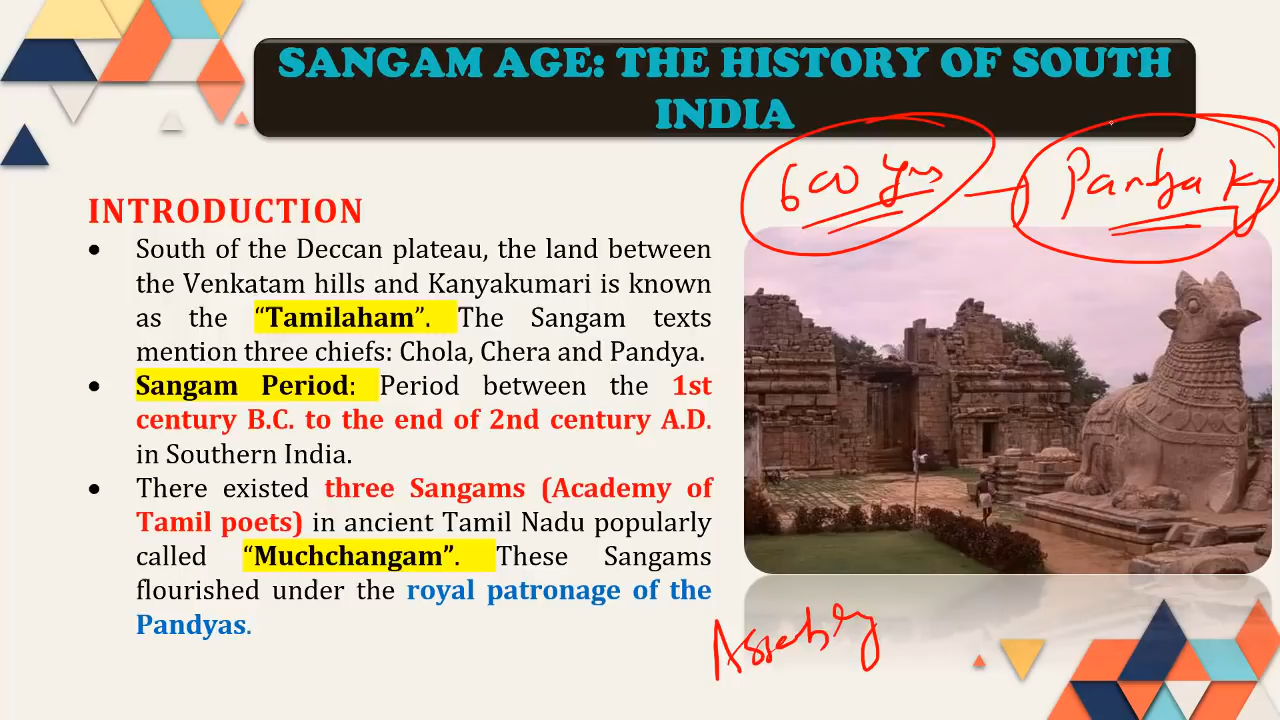 SANGAM AGE: THE HISTORY OF SOUTH
INDIA
600 yrs — Pandya
INTRODUCTION
• South of the Deccan plateau, the land between
the Venkatam hills and Kanyakumari is known
as the “Tamilaham”. The Sangam texts
mention three chiefs: Chola, Chera and Pandya.
• Sangam Period: Period between the 1st
century B.C. to the end of 2nd century A.D.
in Southern India.
• There existed three Sangams (Academy of
Tamil poets) in ancient Tamil Nadu popularly
called “Muchchangam”. These Sangams
flourished under the royal patronage of the
Pandyas.
Assembly